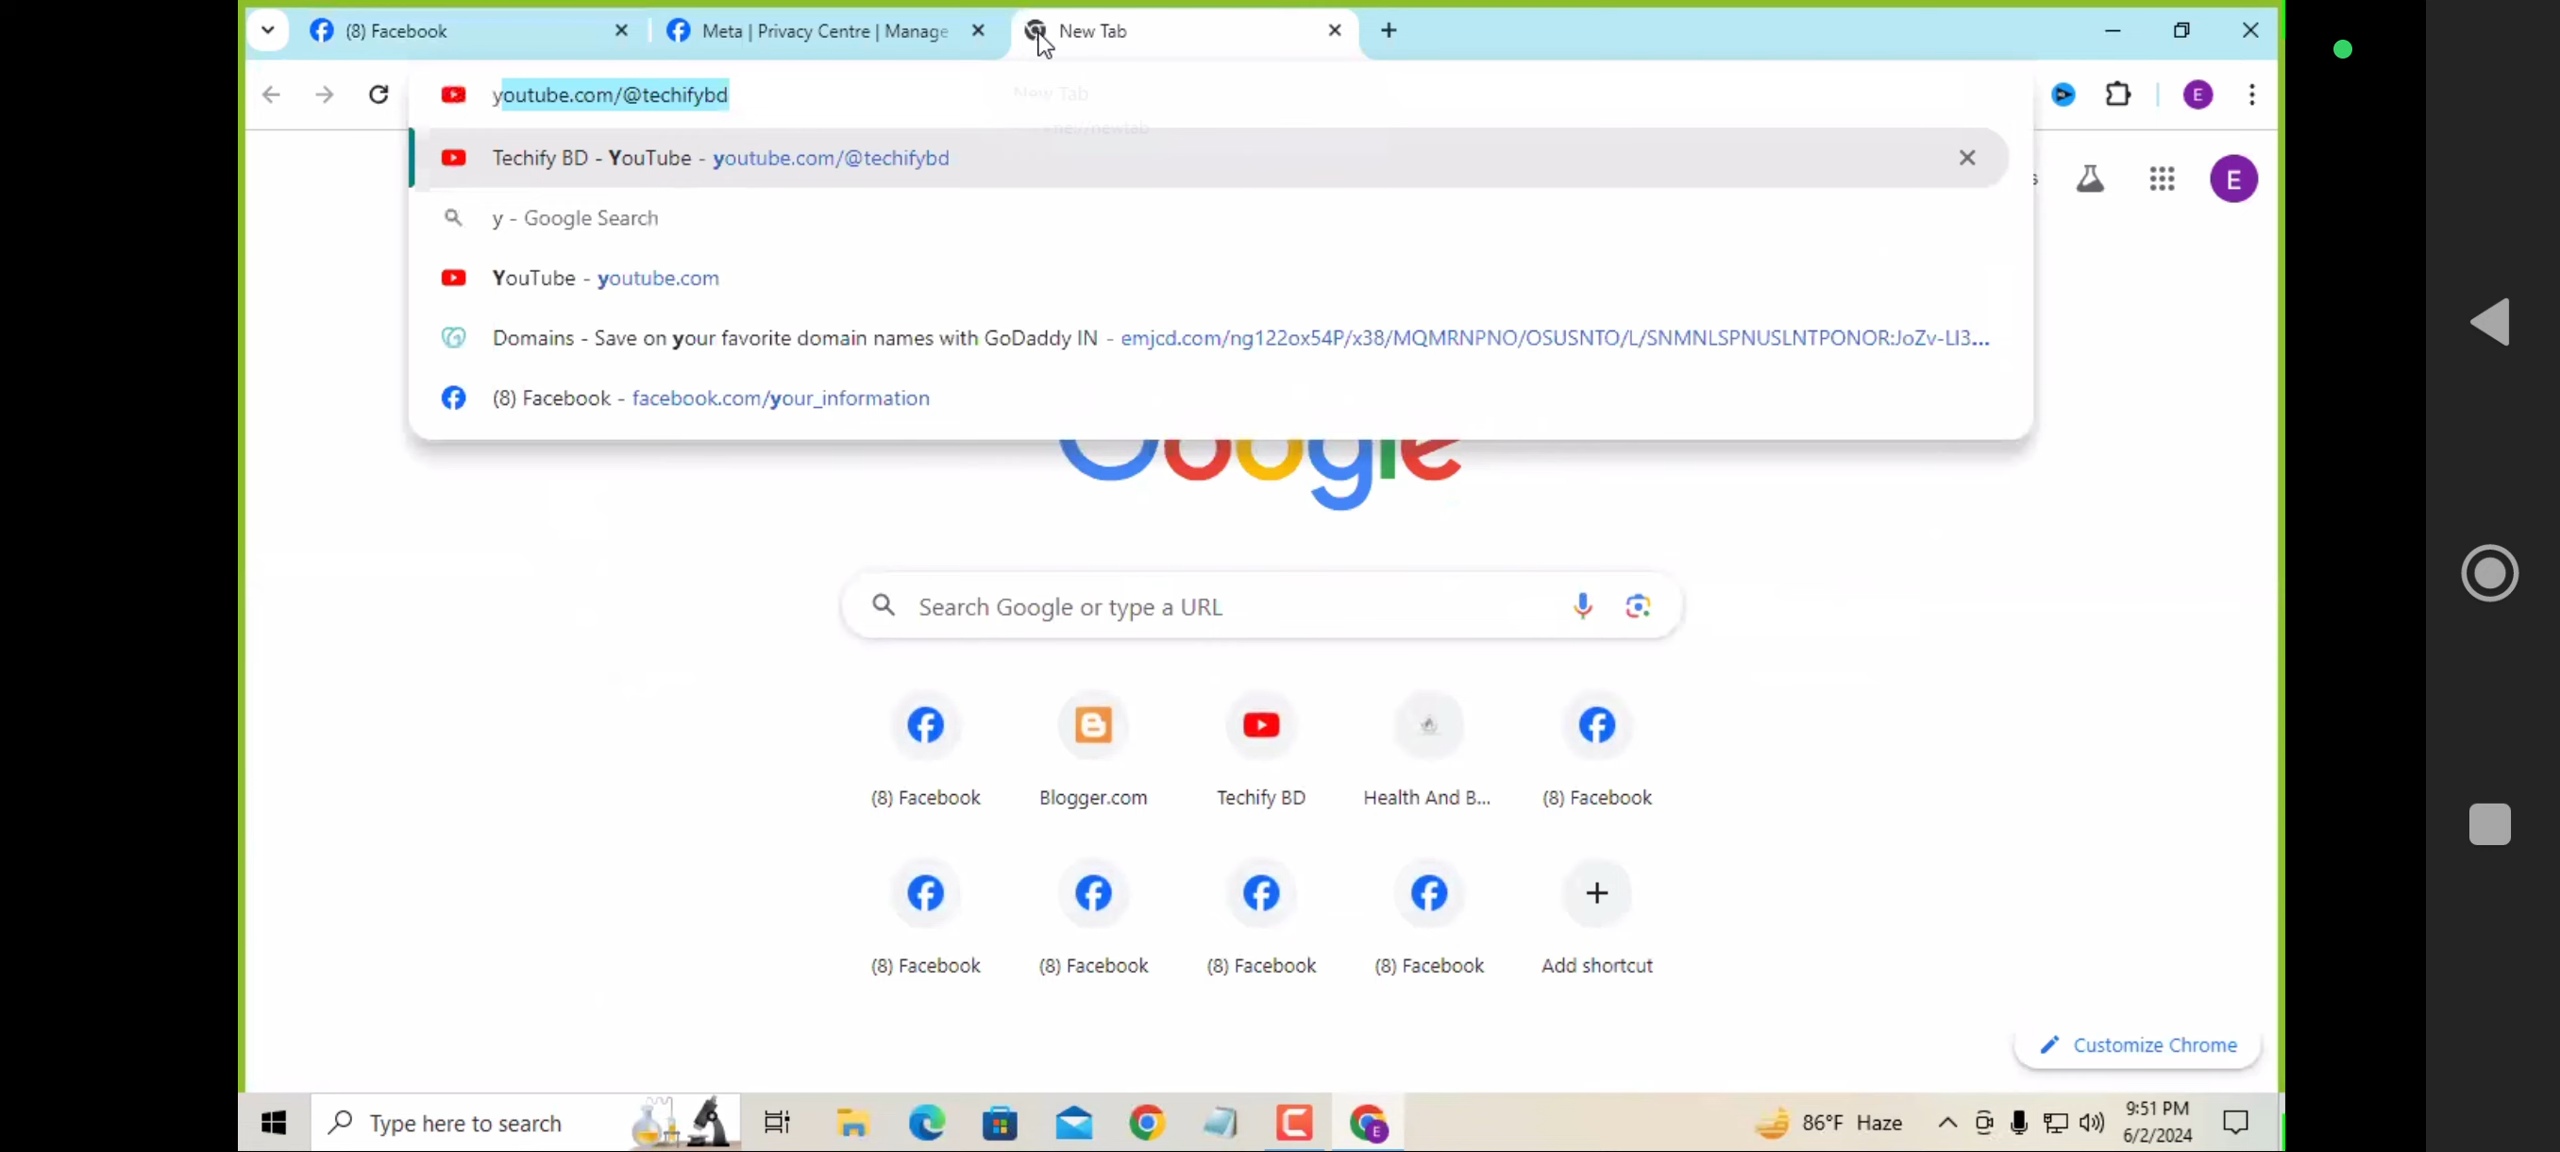 (8) Facebook
Meta | Privacy Centre | Manage
New Tab
youtube.com/@techifybd
New Tab
E
Techify BD - YouTube - youtube.com/@techifybd
E
y - Google Search
YouTube - youtube.com
Domains - Save on your favorite domain names with GoDaddy IN - emjcd.com/ng122ox54P/x38/MQMRNPNO/OSUSNTO/L/SNMNLSPNUSLNTPONOR:JoZv-LI3...
(8) Facebook - facebook.com/your_information
Google
Search Google or type a URL
(8) Facebook
Blogger.com
Techify BD
Health And B...
(8) Facebook
(8) Facebook
(8) Facebook
(8) Facebook
(8) Facebook
Add shortcut
Customize Chrome
Type here to search
86°F Haze
9:51 PM
6/2/2024